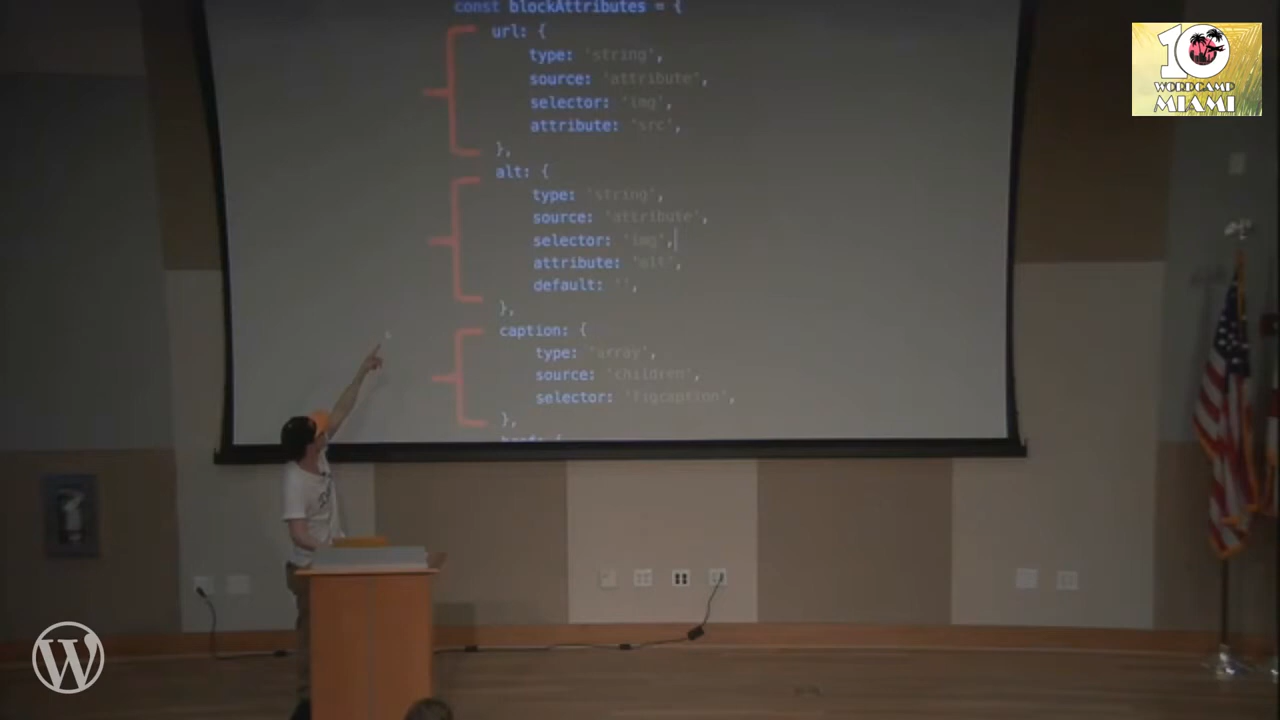 const blockAttributes = {
url: {
type: 'string',
source: 'attribute',
selector: 'img',
attribute: 'src',
},
alt: {
type: 'string',
source: 'attribute',
selector: 'img',
attribute: 'alt',
default: '',
},
caption: {
type: 'array',
source: 'children',
selector: 'figcaption',
},
href: {
10
WORDCAMP
MIAMI
W